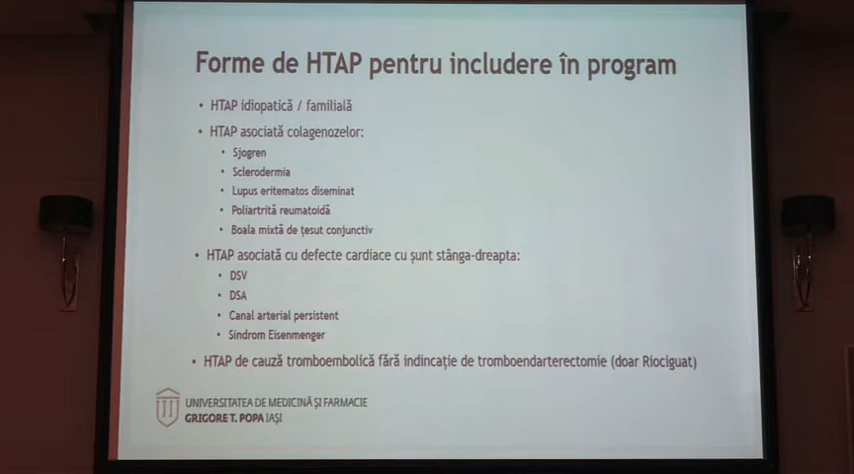 Forme de HTAP pentru includere în program
• HTAP idiopatică / familială
• HTAP asociată colagenozelor:
• Sjogren
• Sclerodermia
• Lupus eritematos diseminat
• Poliartrită reumatoidă
• Boala mixtă de țesut conjunctiv
• HTAP asociată cu defecte cardiace cu șunt stânga-dreapta:
• DSV
• DSA
• Canal arterial persistent
• Sindrom Eisenmenger
• HTAP de cauză tromboembolică fără indincație de tromboendarterectomie (doar Riociguat)
UNIVERSITATEA DE MEDICINĂ ȘI FARMACIE
GRIGORE T. POPA IAȘI